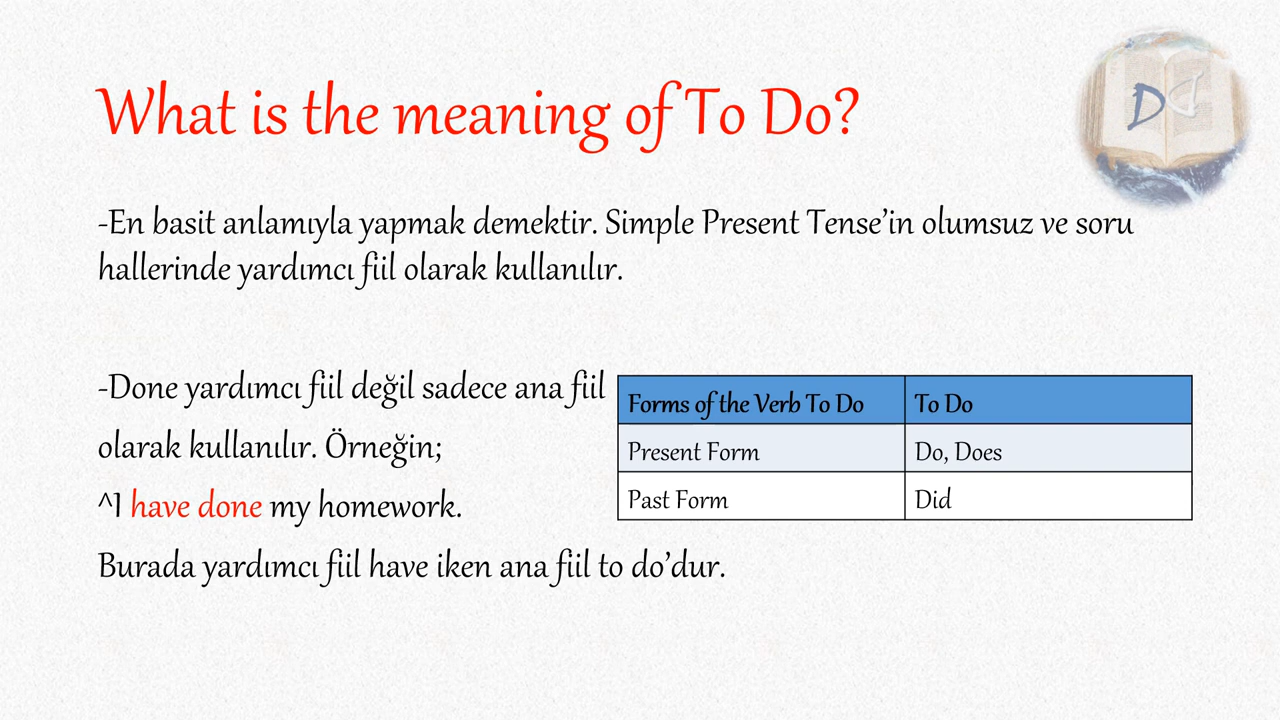 What is the meaning of To Do?
-En basit anlamıyla yapmak demektir. Simple Present Tense’in olumsuz ve soru
hallerinde yardımcı fiil olarak kullanılır.
-Done yardımcı fiil değil sadece ana fiil
olarak kullanılır. Örneğin;
^I have done my homework.
Burada yardımcı fiil have iken ana fiil to do’dur.
Forms of the Verb To Do To Do
Present Form Do, Does
Past Form Did